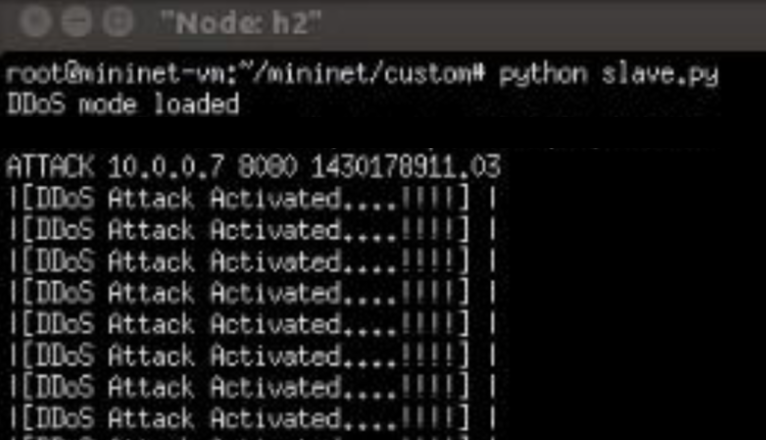 "Node: h2"
root@mininet-vm:~/mininet/custom# python slave.py
DDoS mode loaded
ATTACK 10.0.0.7 8080 1430178911.03
|[DDoS Attack Activated....!!!!] |
|[DDoS Attack Activated....!!!!] |
|[DDoS Attack Activated....!!!!] |
|[DDoS Attack Activated....!!!!] |
|[DDoS Attack Activated....!!!!] |
|[DDoS Attack Activated....!!!!] |
|[DDoS Attack Activated....!!!!] |
|[DDoS Attack Activated....!!!!] |